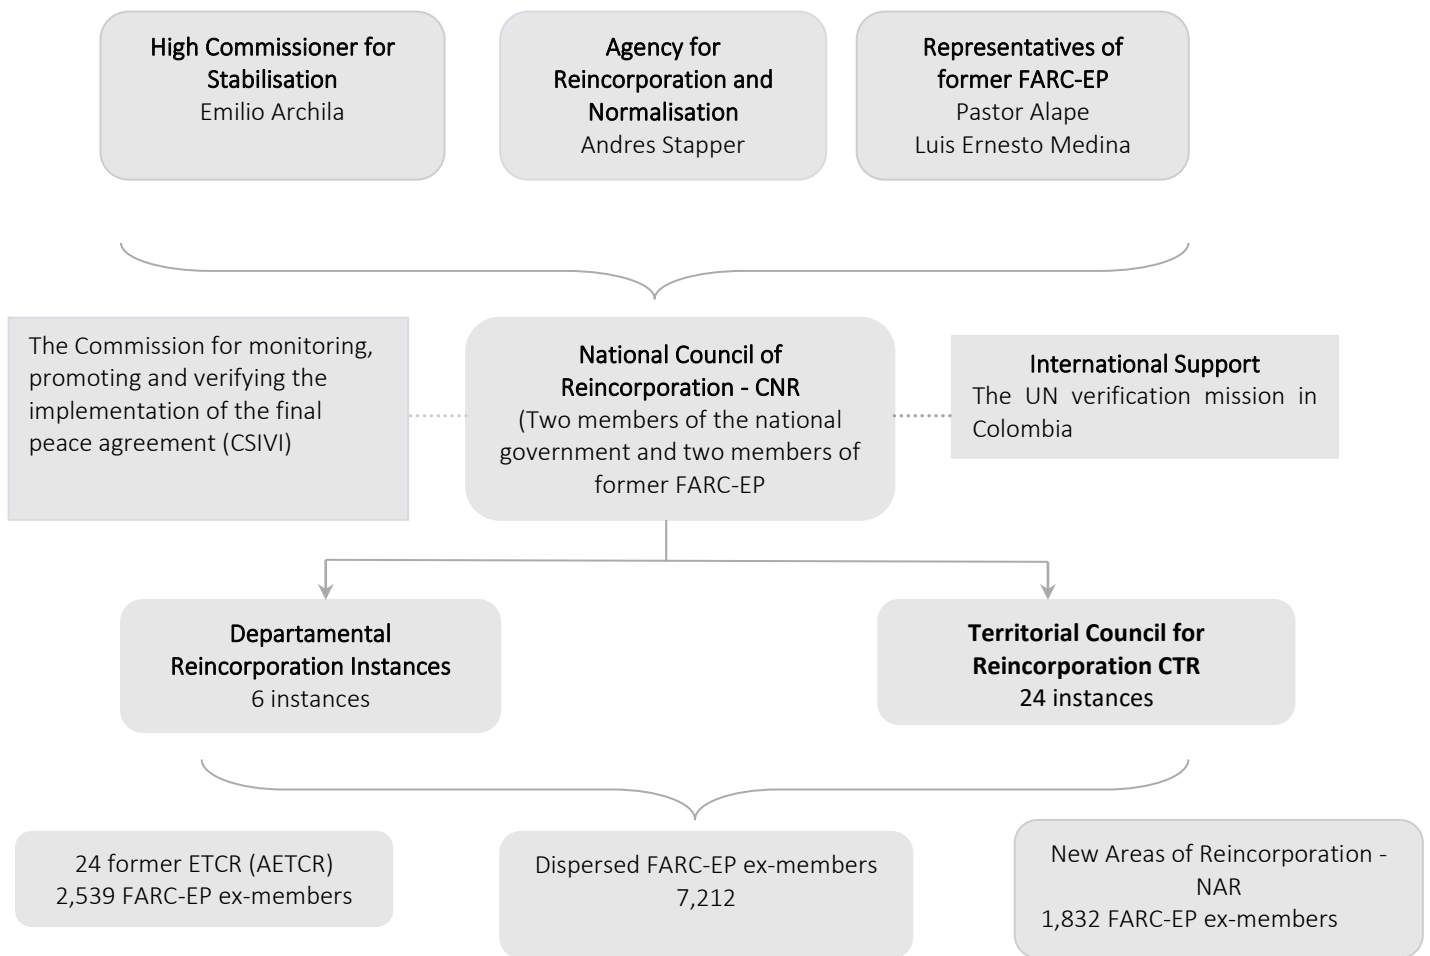 High Commissioner for
Stabilisation
Emilio Archila
Agency for
Reincorporation and
Normalisation
Andres Stapper
Representatives of
former FARC-EP
Pastor Alape
Luis Ernesto Medina
The Commission for monitoring,
promoting and verifying the
implementation of the final
peace agreement (CSIVI)
National Council of
Reincorporation - CNR
(Two members of the national
government and two members of
former FARC-EP
International Support
The UN verification mission in
Colombia
Departamental
Reincorporation Instances
6 instances
Territorial Council for
Reincorporation CTR
24 instances
24 former ETCR (AETCR)
2,539 FARC-EP ex-members
Dispersed FARC-EP ex-members
7,212
New Areas of Reincorporation -
NAR
1,832 FARC-EP ex-members